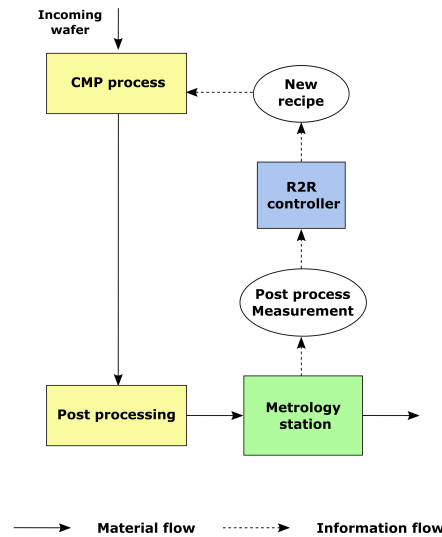 Incoming
wafer
CMP process
New
recipe
R2R
controller
Post process
Measurement
Post processing
Metrology
station
Material flow
Information flow